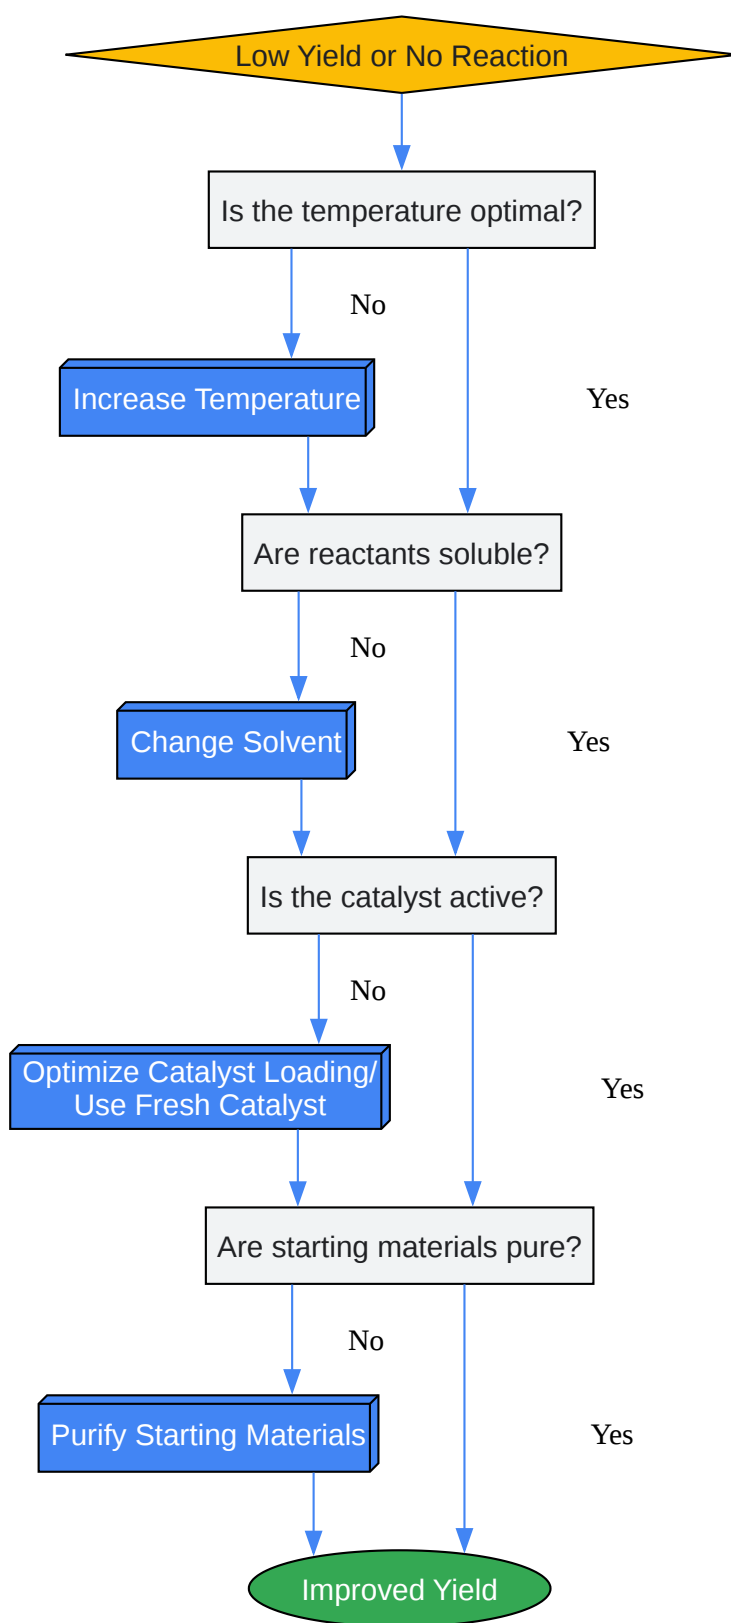 Low Yield or No Reaction
Is the temperature optimal?
No
Increase Temperature
Yes
Are reactants soluble?
No
Change Solvent
Yes
Is the catalyst active?
No
Optimize Catalyst Loading/
Use Fresh Catalyst
Yes
Are starting materials pure?
No
Purify Starting Materials
Yes
Improved Yield